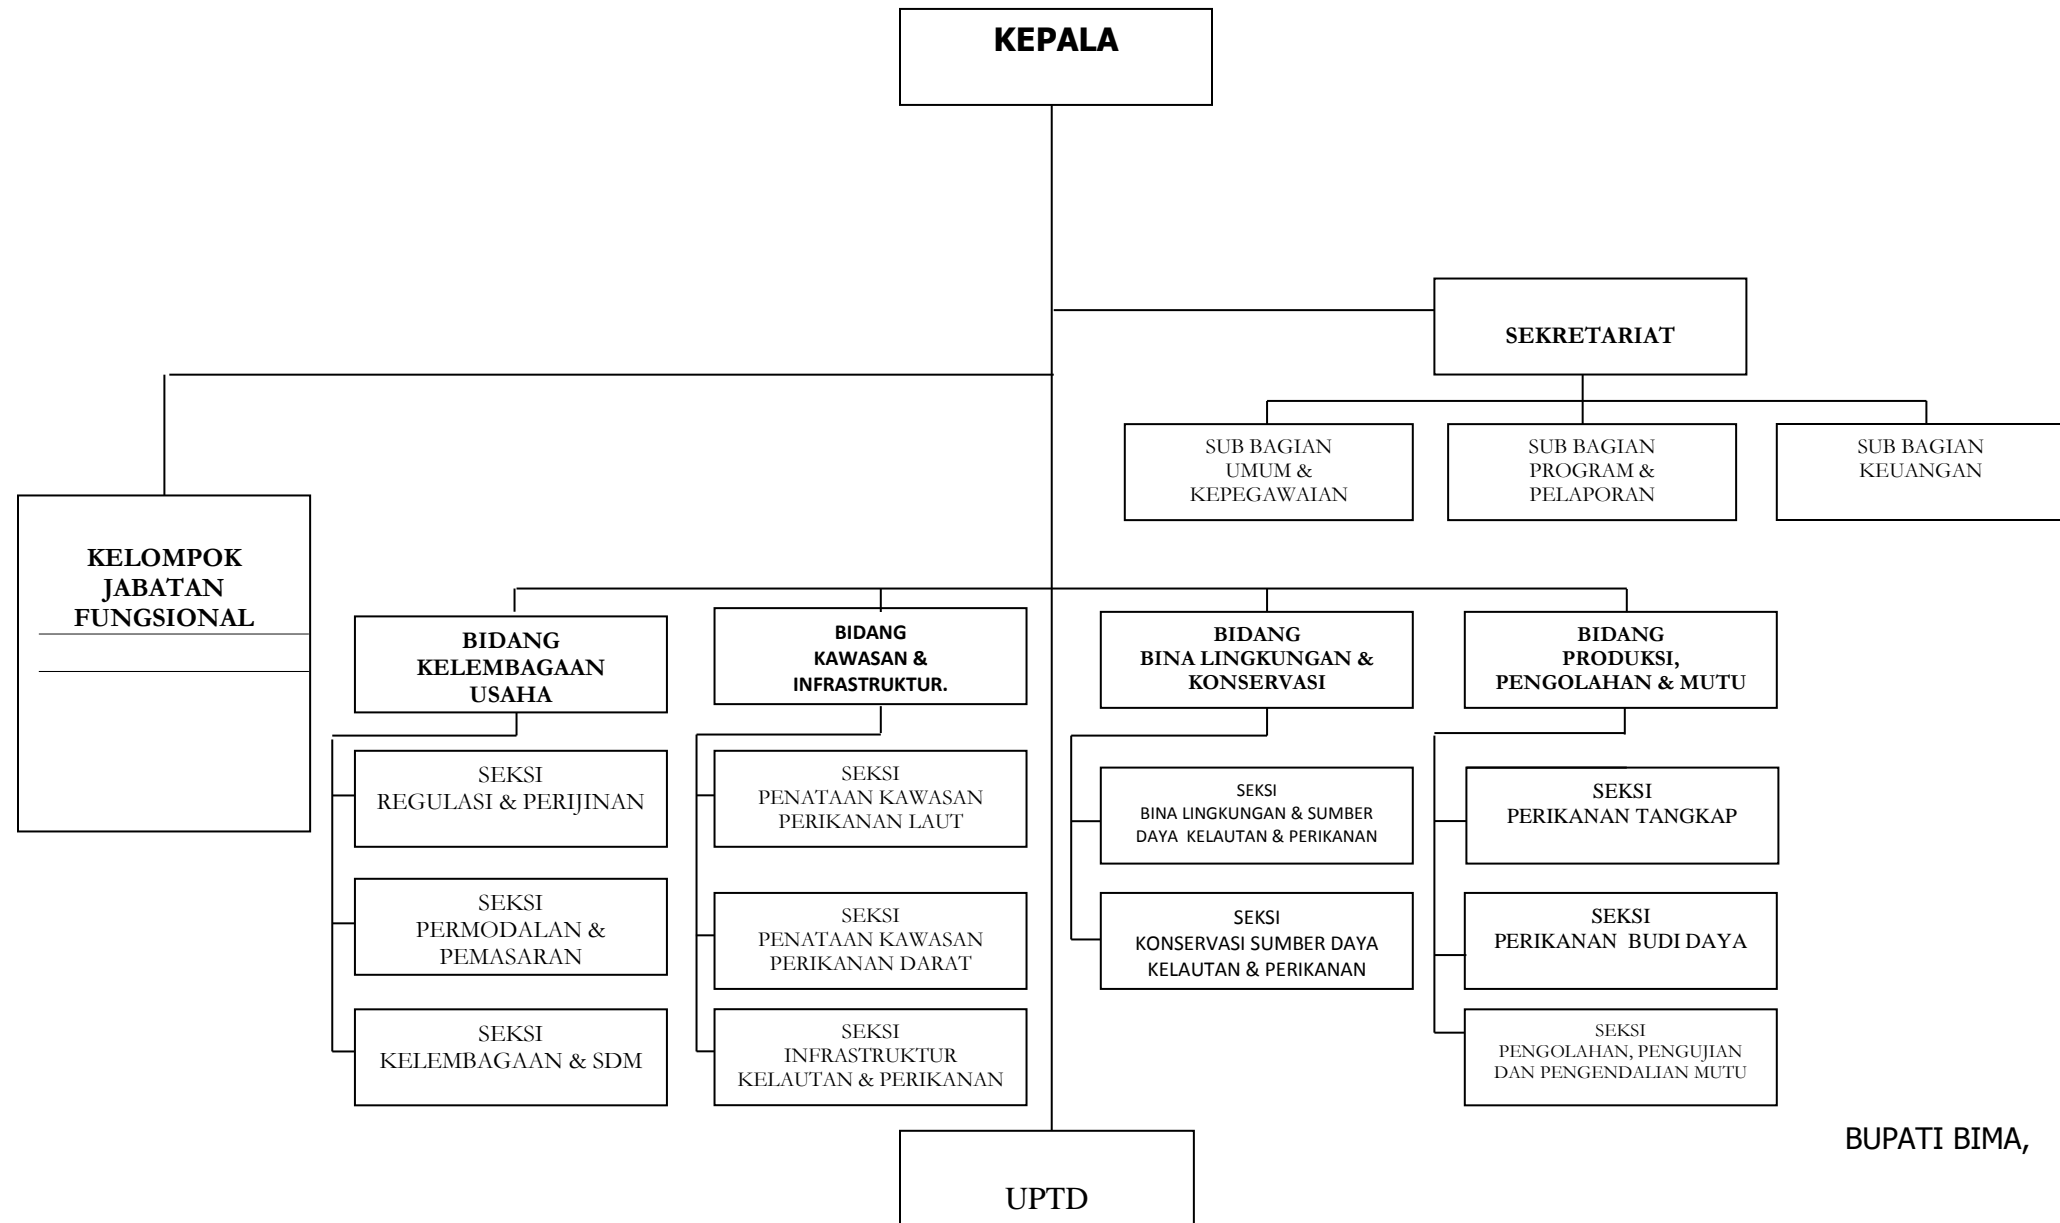 KEPALA
SEKRETARIAT
SUB BAGIAN
UMUM &
KEPEGAWAIAN
SUB BAGIAN
PROGRAM &
PELAPORAN
SUB BAGIAN
KEUANGAN
KELOMPOK
JABATAN
FUNGSIONAL
BIDANG
KELEMBAGAAN
USAHA
BIDANG
KAWASAN &
INFRASTRUKTUR.
BIDANG
BINA LINGKUNGAN &
KONSERVASI
BIDANG
PRODUKSI,
PENGOLAHAN & MUTU
SEKSI
REGULASI & PERIJINAN
SEKSI
PERMODALAN &
PEMASARAN
SEKSI
KELEMBAGAAN & SDM
SEKSI
PENATAAN KAWASAN
PERIKANAN LAUT
SEKSI
PENATAAN KAWASAN
PERIKANAN DARAT
SEKSI
INFRASTRUKTUR
KELAUTAN & PERIKANAN
SEKSI
BINA LINGKUNGAN & SUMBER
DAYA KELAUTAN & PERIKANAN
SEKSI
KONSERVASI SUMBER DAYA
KELAUTAN & PERIKANAN
SEKSI
PERIKANAN TANGKAP
SEKSI
PERIKANAN BUDI DAYA
SEKSI
PENGOLAHAN, PENGUJIAN
DAN PENGENDALIAN MUTU
BUPATI BIMA,
UPTD